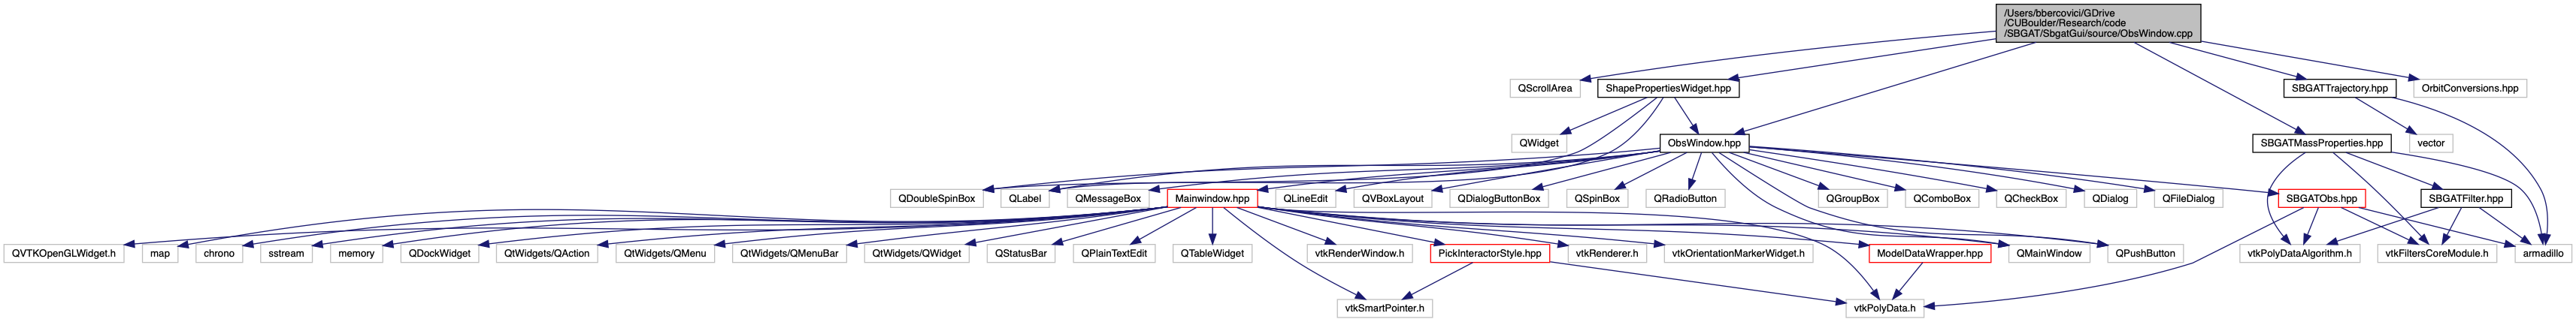 /Users/bbercovici/GDrive
/CUBoulder/Research/code
/SBGAT/SbgatGui/source/ObsWindow.cpp
QScrollArea
ShapePropertiesWidget.hpp
SBGATTrajectory.hpp
OrbitConversions.hpp
QWidget
ObsWindow.hpp
SBGATMassProperties.hpp
vector
QDoubleSpinBox
QLabel
QMessageBox
Mainwindow.hpp
QLineEdit
QVBoxLayout
QDialogButtonBox
QSpinBox
QRadioButton
QGroupBox
QComboBox
QCheckBox
QDialog
QFileDialog
SBGATObs.hpp
SBGATFilter.hpp
QVTKOpenGLWidget.h
map
chrono
sstream
memory
QDockWidget
QtWidgets/QAction
QtWidgets/QMenu
QtWidgets/QMenuBar
QtWidgets/QWidget
QStatusBar
QPlainTextEdit
QTableWidget
vtkRenderWindow.h
PickInteractorStyle.hpp
vtkRenderer.h
vtkOrientationMarkerWidget.h
ModelDataWrapper.hpp
QMainWindow
QPushButton
vtkPolyDataAlgorithm.h
vtkFiltersCoreModule.h
armadillo
vtkSmartPointer.h
vtkPolyData.h